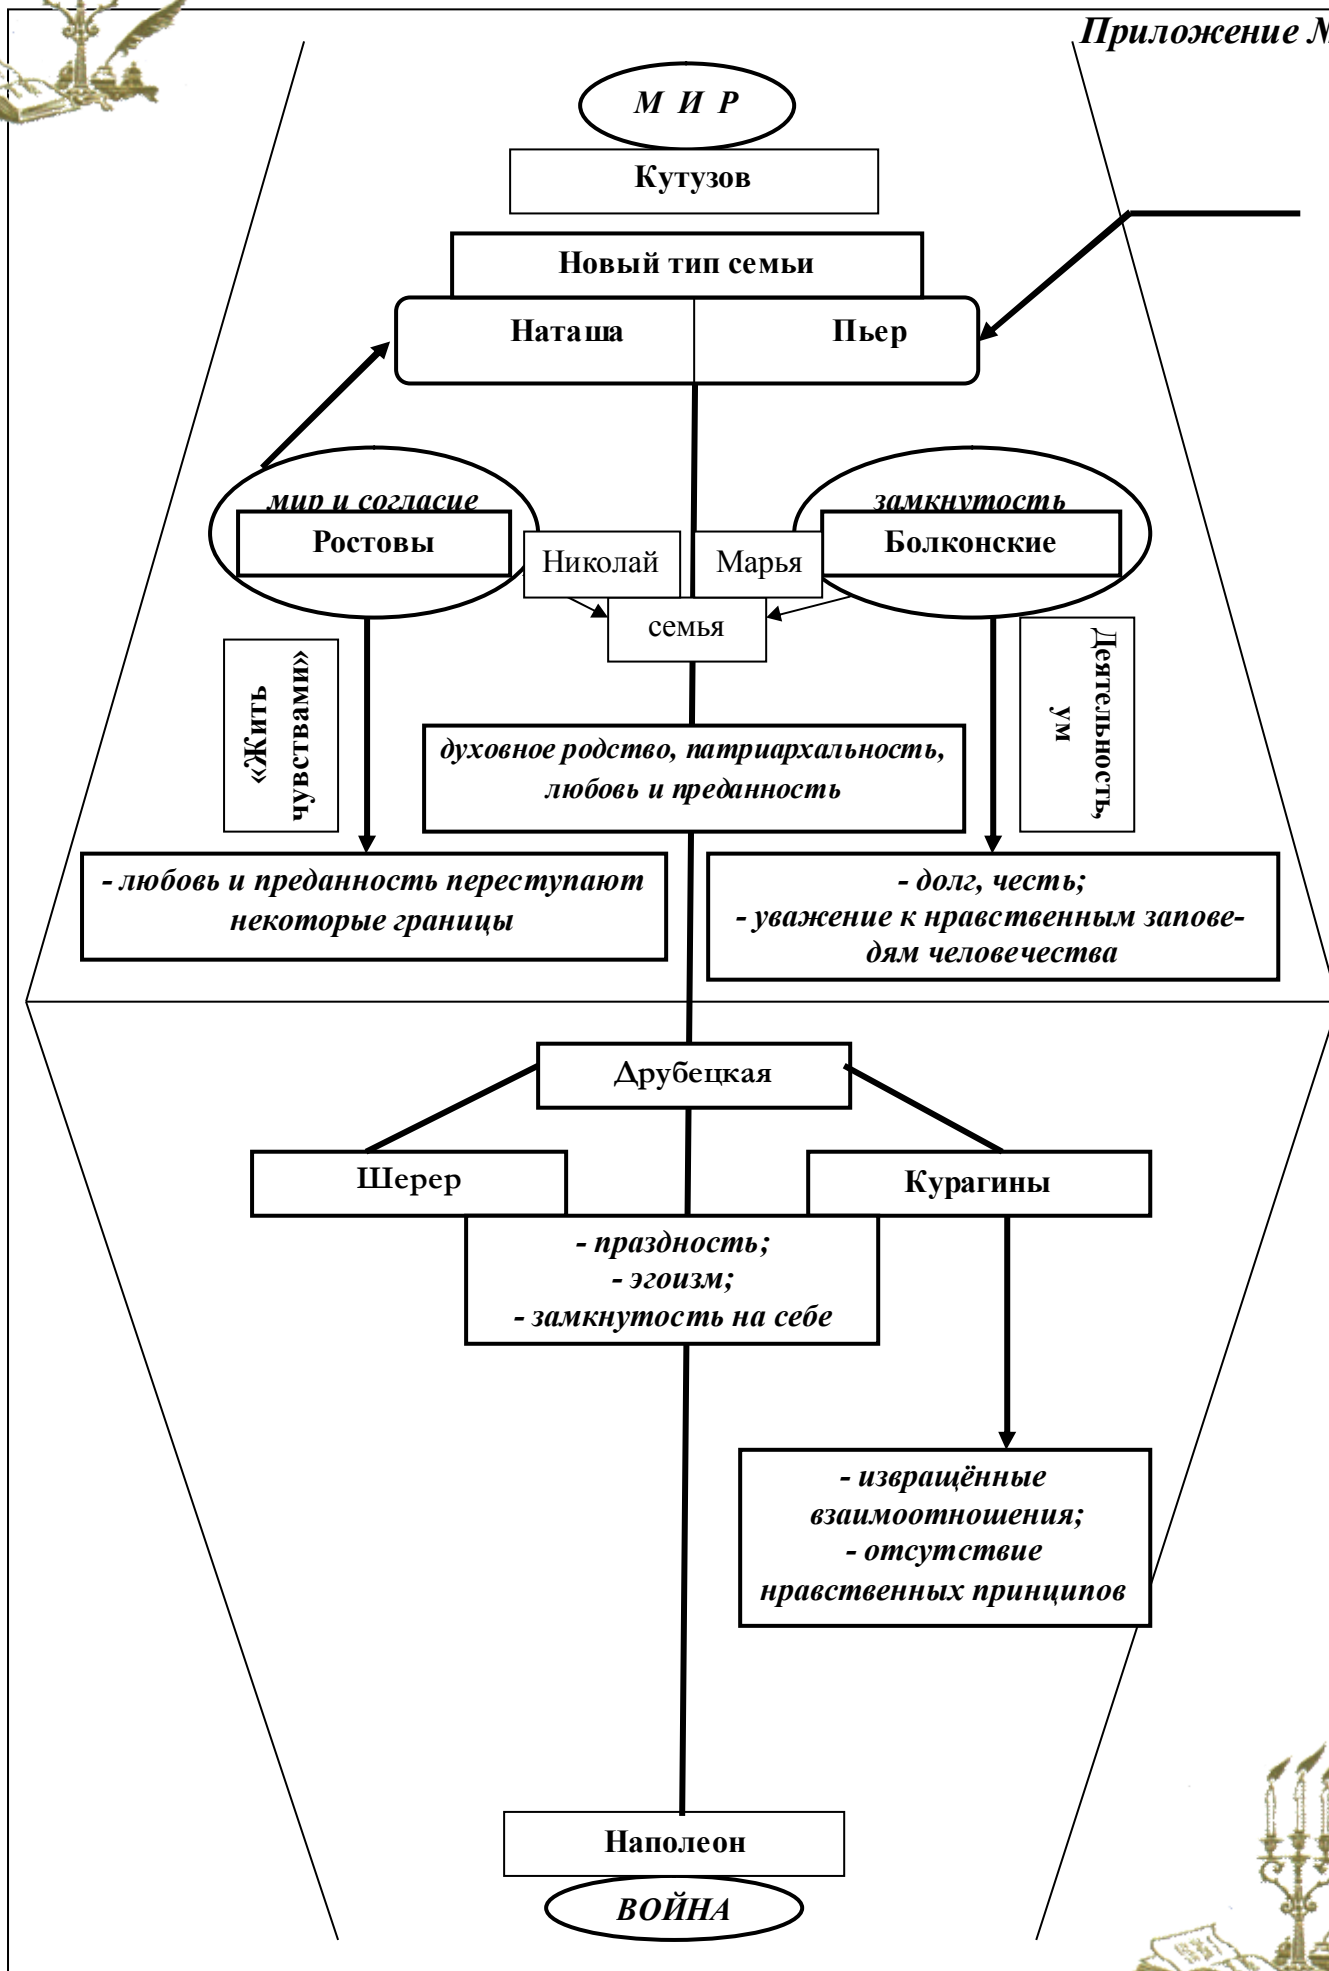 Приложение №
М И Р
Кутузов
Новый тип семьи
Наташа
Пьер
мир и согласие
Ростовы
замкнутость
Болконские
Николай
Марья
семья
«Жить
чувствами»
Деятельность,
ум
духовное родство, патриархальность,
любовь и преданность
- любовь и преданность переступают
некоторые границы
- долг, честь;
- уважение к нравственным запове-
дям человечества
Друбецкая
Шерер
Курагины
- праздность;
- эгоизм;
- замкнутость на себе
- извращённые
взаимоотношения;
- отсутствие
нравственных принципов
Наполеон
ВОЙНА